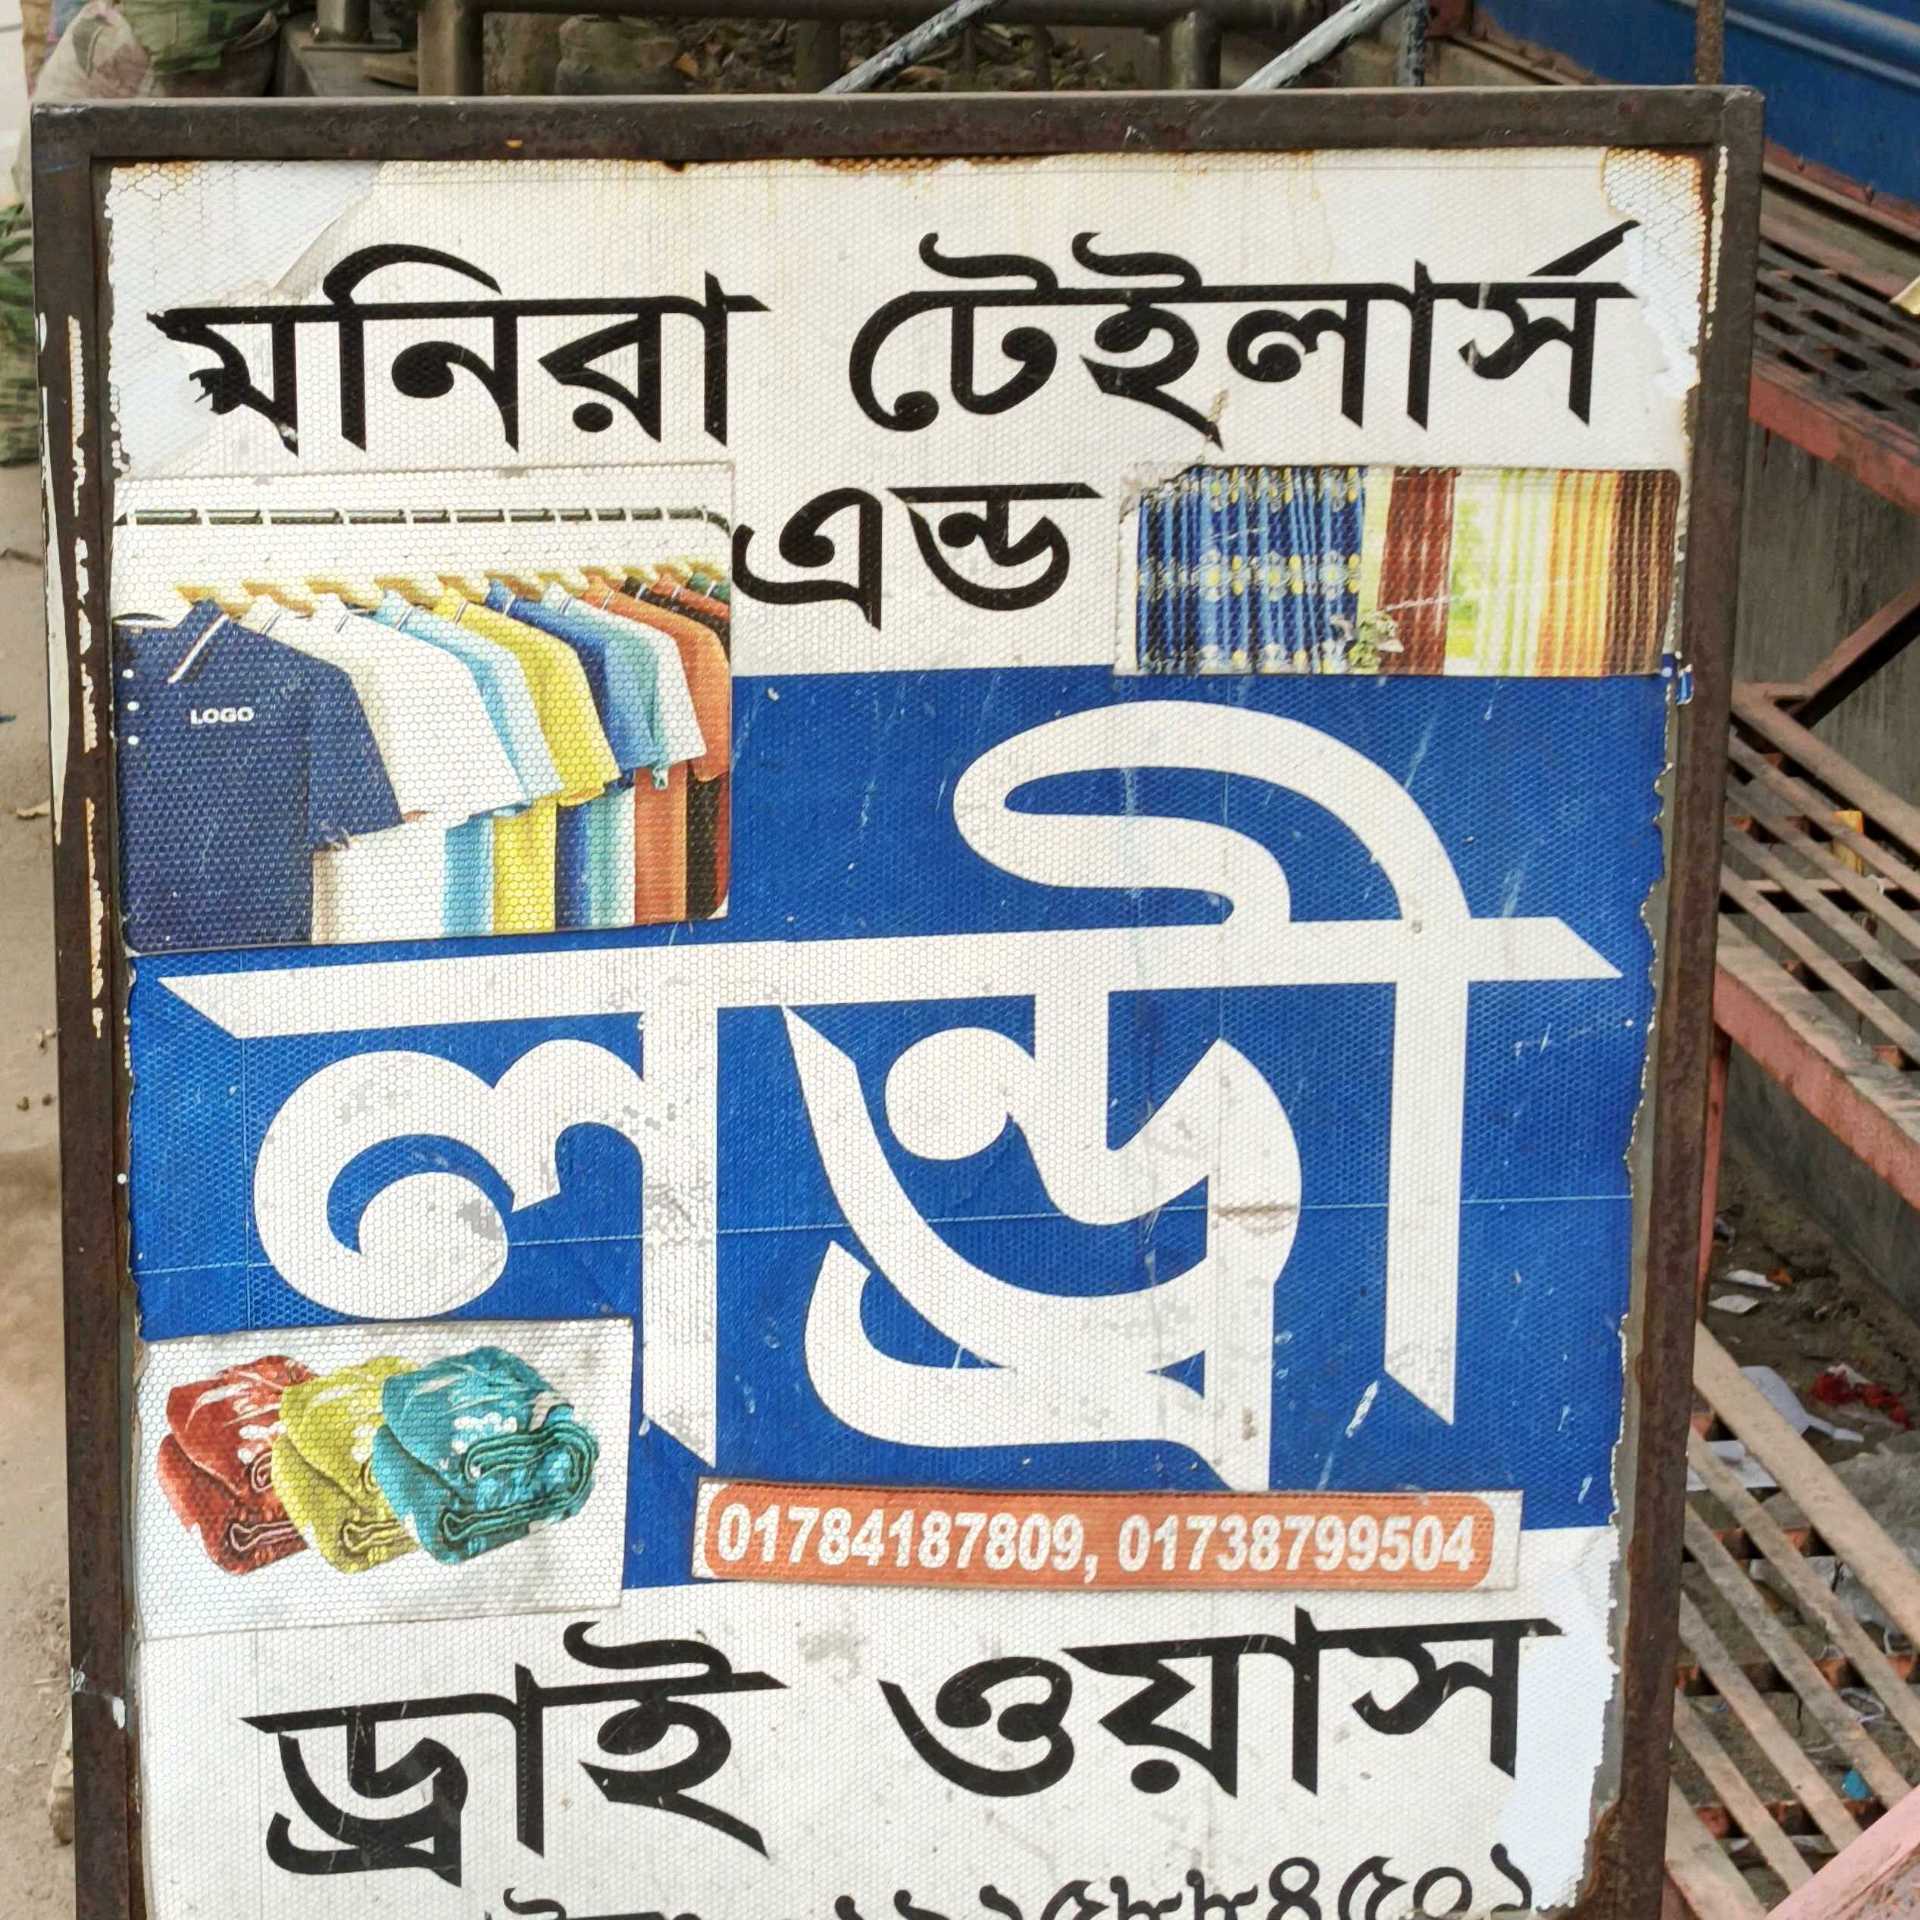 মনিরা টেইলার্স
এন্ড
LOGO
লন্ড্রী
01784187809, 01738799504
ড্রাই ওয়াস